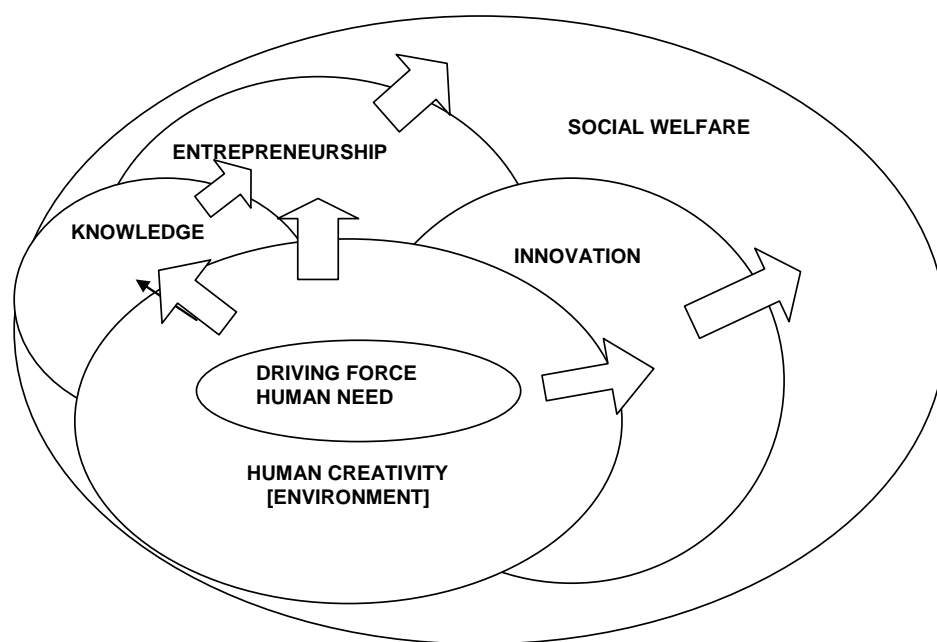 SOCIAL WELFARE
ENTREPRENEURSHIP
KNOWLEDGE
INNOVATION
DRIVING FORCE
HUMAN NEED
HUMAN CREATIVITY
[ENVIRONMENT]